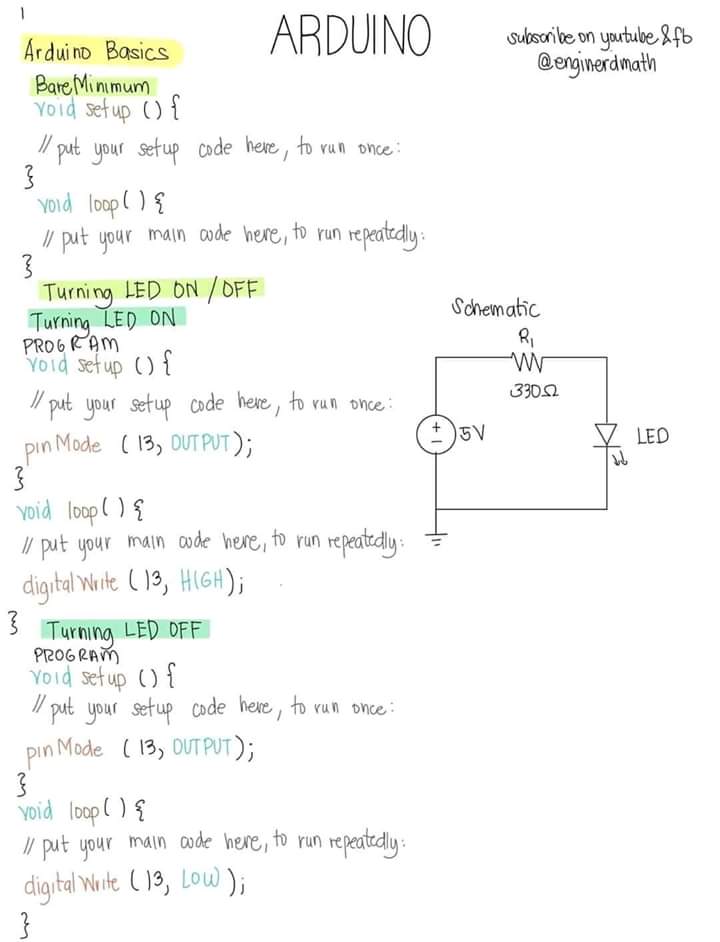 1
ARDUINO
subscribe on youtube & fb
@enginerdmath
Arduino Basics
BareMinimum
void setup () {
// put your setup code here, to run once:
}
void loop() {
// put your main code here, to run repeatedly:
}
Turning LED ON / OFF
Turning LED ON
PROGRAM
void setup () {
// put your setup code here, to run once:
pinMode (13, OUTPUT);
}
void loop() {
// put your main code here, to run repeatedly:
digitalWrite (13, HIGH);
}
Schematic
R1
330Ω
+
−
5V
LED
Turning LED OFF
PROGRAM
void setup () {
// put your setup code here, to run once:
pinMode (13, OUTPUT);
}
void loop() {
// put your main code here, to run repeatedly:
digitalWrite (13, LOW);
}